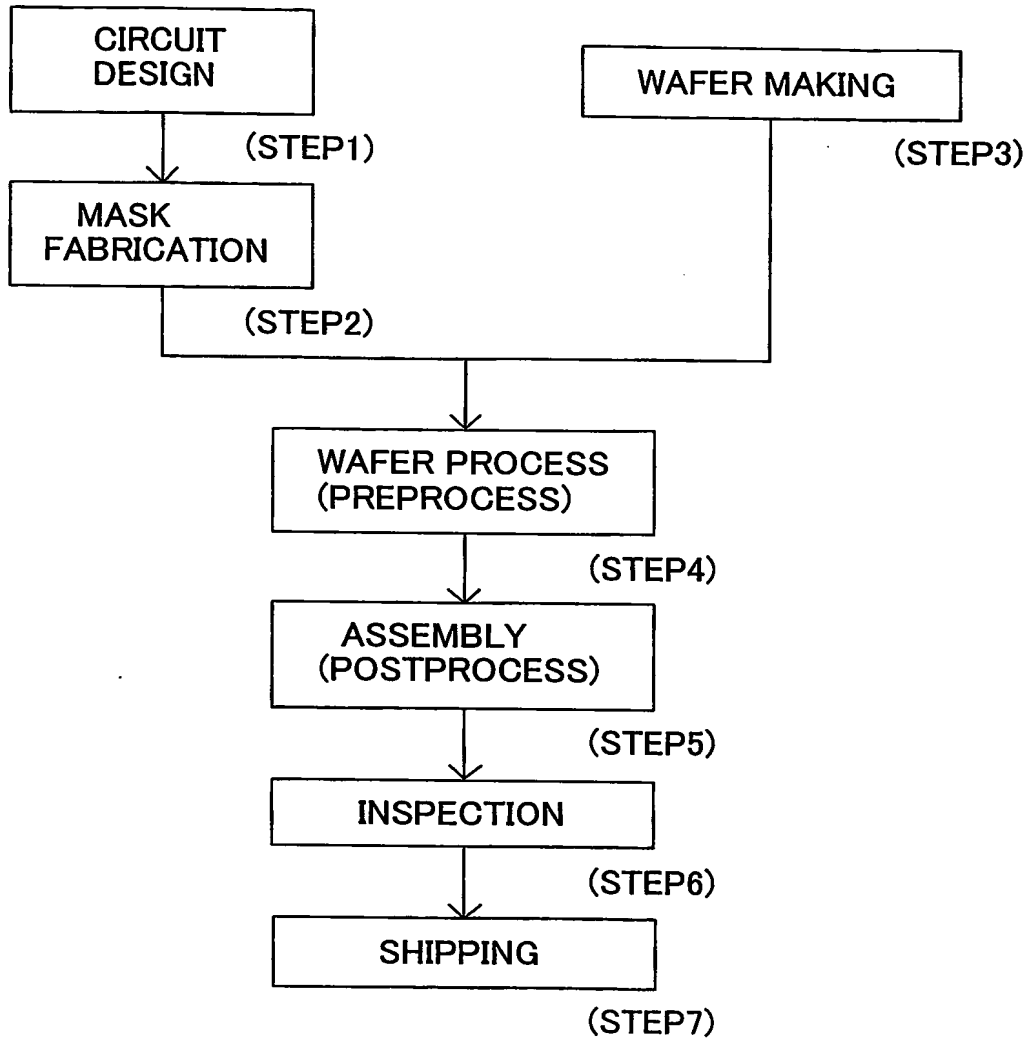 CIRCUIT
DESIGN
(STEP1)
MASK
FABRICATION
(STEP2)
WAFER MAKING
(STEP3)
WAFER PROCESS
(PREPROCESS)
(STEP4)
ASSEMBLY
(POSTPROCESS)
(STEP5)
INSPECTION
(STEP6)
SHIPPING
(STEP7)